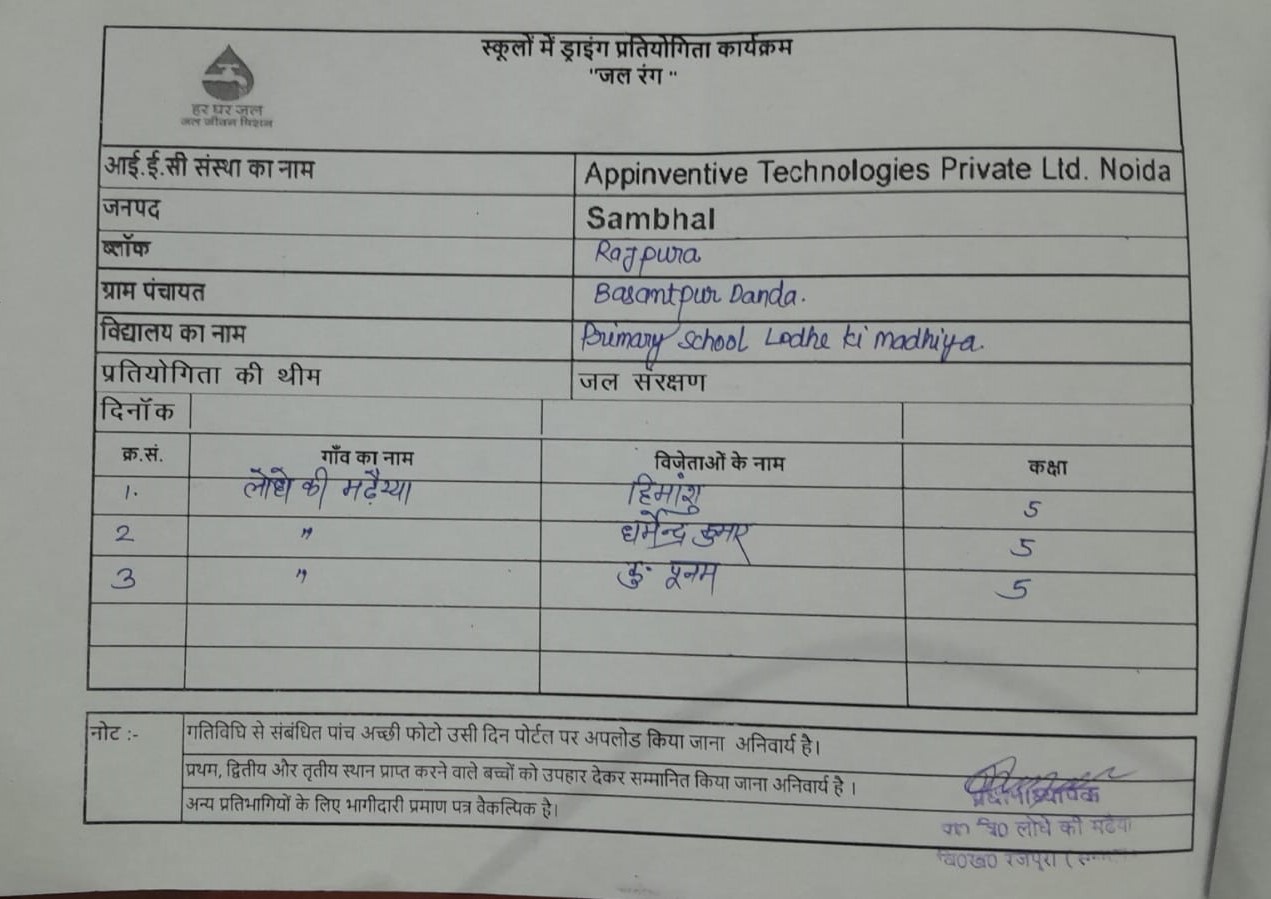 स्कूलों में ड्राइंग प्रतियोगिता कार्यक्रम
"जल रंग"
हर घर जल
जल जीवन मिशन
आई.ई.सी संस्था का नाम Appinventive Technologies Private Ltd. Noida
जनपद Sambhal
ब्लॉक Rajpura
ग्राम पंचायत Basantpur Danda.
विद्यालय का नाम Primary School Lodhe ki madhiya.
प्रतियोगिता की थीम जल संरक्षण
दिनॉक
क्र.सं. गाँव का नाम विजेताओं के नाम कक्षा
1. लोधे की मढ़ैय्या हिमांशु 5
2 " धर्मेन्द्र कुमार 5
3 " कु॰ पूनम 5
नोट :- गतिविधि से संबंधित पांच अच्छी फोटो उसी दिन पोर्टल पर अपलोड किया जाना अनिवार्य है।
प्रथम, द्वितीय और तृतीय स्थान प्राप्त करने वाले बच्चों को उपहार देकर सम्मानित किया जाना अनिवार्य है ।
अन्य प्रतिभागियों के लिए भागीदारी प्रमाण पत्र वैकल्पिक है।
प्रधानाध्यापक
वि0 लोधे की मढैया
वि0ख0 रजपुरा